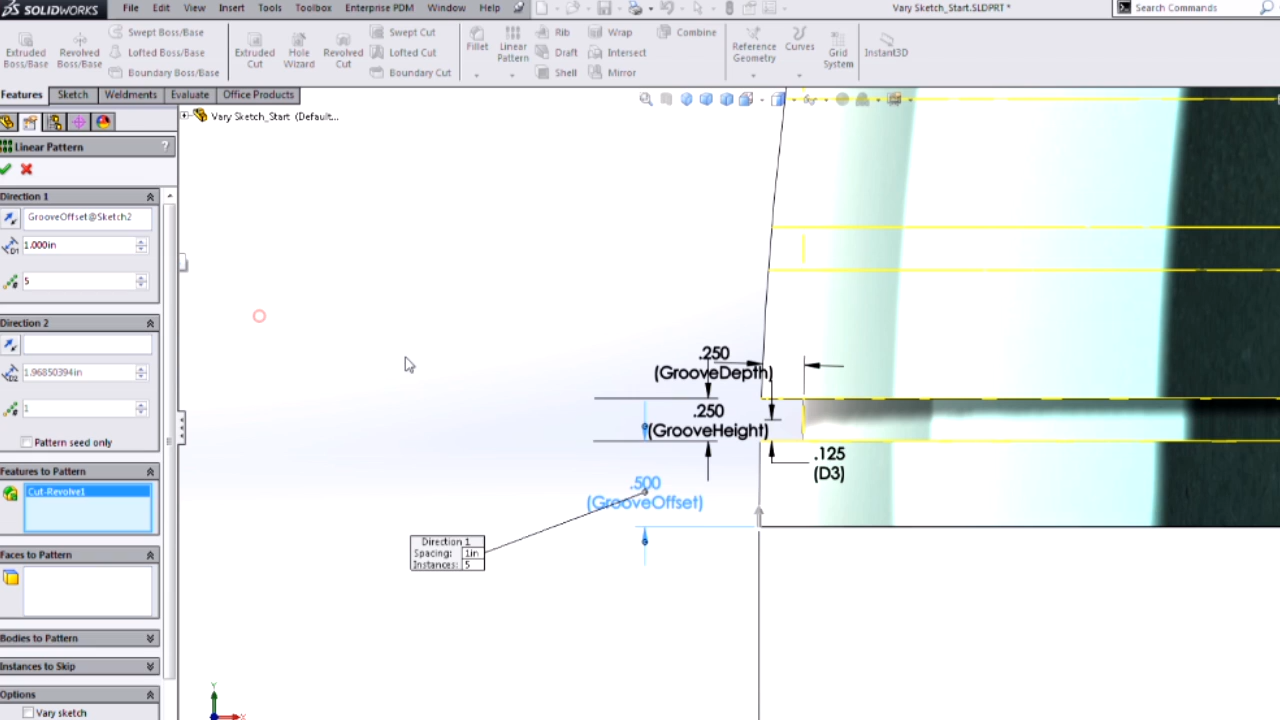 SOLIDWORKS File Edit View Insert Tools Toolbox Enterprise PDM Window Help Vary Sketch_Start.SLDPRT * Search Commands
Extruded Boss/Base
Revolved Boss/Base
Swept Boss/Base
Lofted Boss/Base
Boundary Boss/Base
Extruded Cut
Hole Wizard
Revolved Cut
Swept Cut
Lofted Cut
Boundary Cut
Fillet
Linear Pattern
Rib
Draft
Shell
Wrap
Intersect
Mirror
Combine
Reference Geometry
Curves
Grid System
Instant3D
Features Sketch Weldments Evaluate Office Products
Vary Sketch_Start (Default...
Linear Pattern ?
Direction 1
GrooveOffset@Sketch2
D1 1.000in
5
Direction 2
D2 1.96850394in
1
Pattern seed only
Features to Pattern
Cut-Revolve1
Faces to Pattern
Bodies to Pattern
Instances to Skip
Options
Vary sketch
.250
(GrooveDepth)
.250
(GrooveHeight)
.125
(D3)
.500
(GrooveOffset)
Direction 1
Spacing: 1in
Instances: 5
Y
X